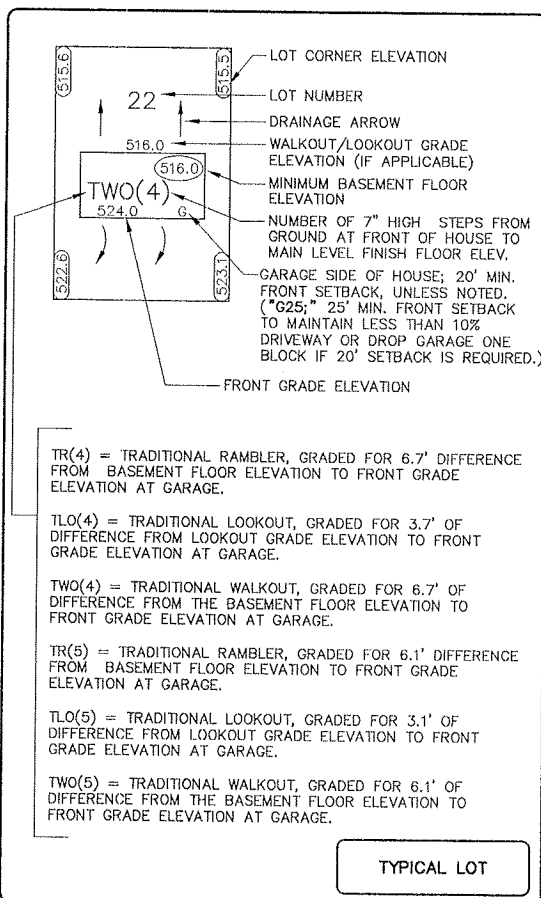 515.6
515.5
22
516.0
516.0
TWO(4)
524.0
G
522.6
523.1
LOT CORNER ELEVATION
LOT NUMBER
DRAINAGE ARROW
WALKOUT/LOOKOUT GRADE
ELEVATION (IF APPLICABLE)
MINIMUM BASEMENT FLOOR
ELEVATION
NUMBER OF 7" HIGH STEPS FROM
GROUND AT FRONT OF HOUSE TO
MAIN LEVEL FINISH FLOOR ELEV.
GARAGE SIDE OF HOUSE; 20' MIN.
FRONT SETBACK, UNLESS NOTED.
("G25;" 25' MIN. FRONT SETBACK
TO MAINTAIN LESS THAN 10%
DRIVEWAY OR DROP GARAGE ONE
BLOCK IF 20' SETBACK IS REQUIRED.)
FRONT GRADE ELEVATION
TR(4) = TRADITIONAL RAMBLER, GRADED FOR 6.7' DIFFERENCE
FROM BASEMENT FLOOR ELEVATION TO FRONT GRADE
ELEVATION AT GARAGE.
TLO(4) = TRADITIONAL LOOKOUT, GRADED FOR 3.7' OF
DIFFERENCE FROM LOOKOUT GRADE ELEVATION TO FRONT
GRADE ELEVATION AT GARAGE.
TWO(4) = TRADITIONAL WALKOUT, GRADED FOR 6.7' OF
DIFFERENCE FROM THE BASEMENT FLOOR ELEVATION TO
FRONT GRADE ELEVATION AT GARAGE.
TR(5) = TRADITIONAL RAMBLER, GRADED FOR 6.1' DIFFERENCE
FROM BASEMENT FLOOR ELEVATION TO FRONT GRADE
ELEVATION AT GARAGE.
TLO(5) = TRADITIONAL LOOKOUT, GRADED FOR 3.1' OF
DIFFERENCE FROM LOOKOUT GRADE ELEVATION TO FRONT
GRADE ELEVATION AT GARAGE.
TWO(5) = TRADITIONAL WALKOUT, GRADED FOR 6.1' OF
DIFFERENCE FROM THE BASEMENT FLOOR ELEVATION TO
FRONT GRADE ELEVATION AT GARAGE.
TYPICAL LOT